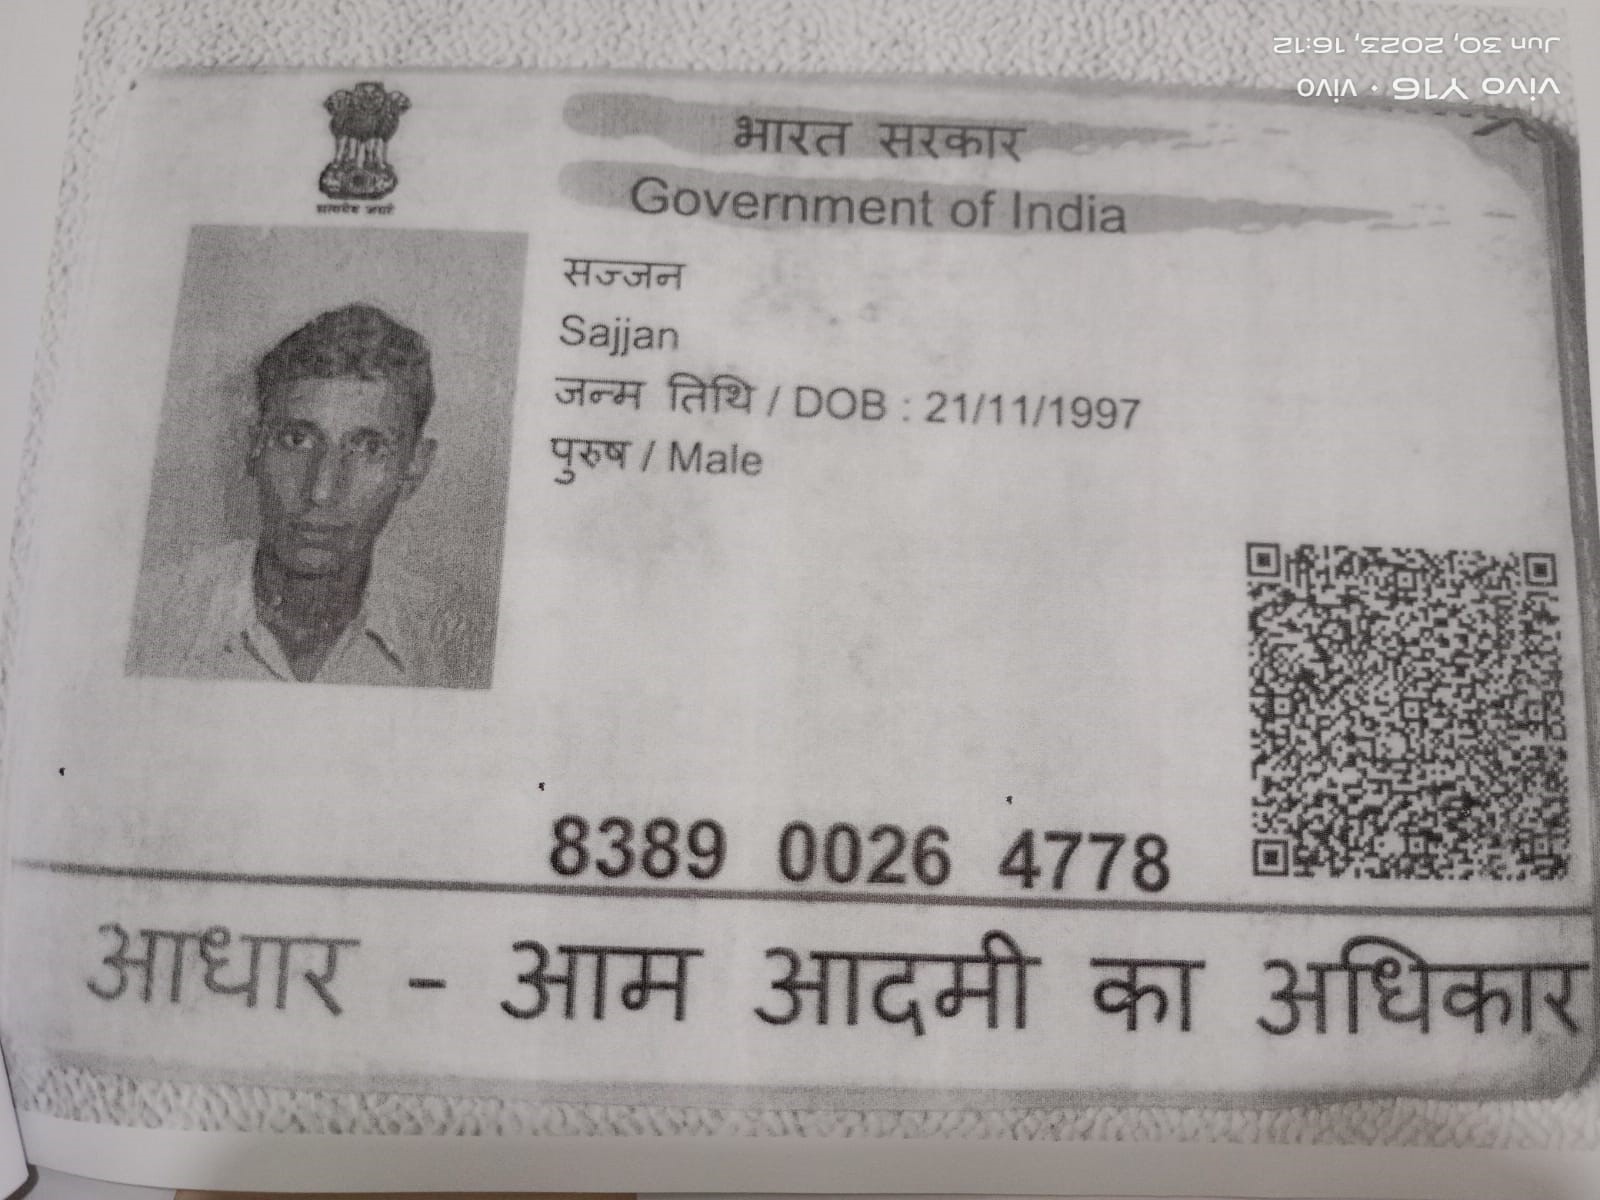 भारत सरकार
Government of India
सत्यमेव जयते
सज्जन
Sajjan
जन्म तिथि / DOB : 21/11/1997
पुरुष / Male
8389 0026 4778
आधार - आम आदमी का अधिकार
vivo Y16 · vivo
Jun 30, 2023, 16:12